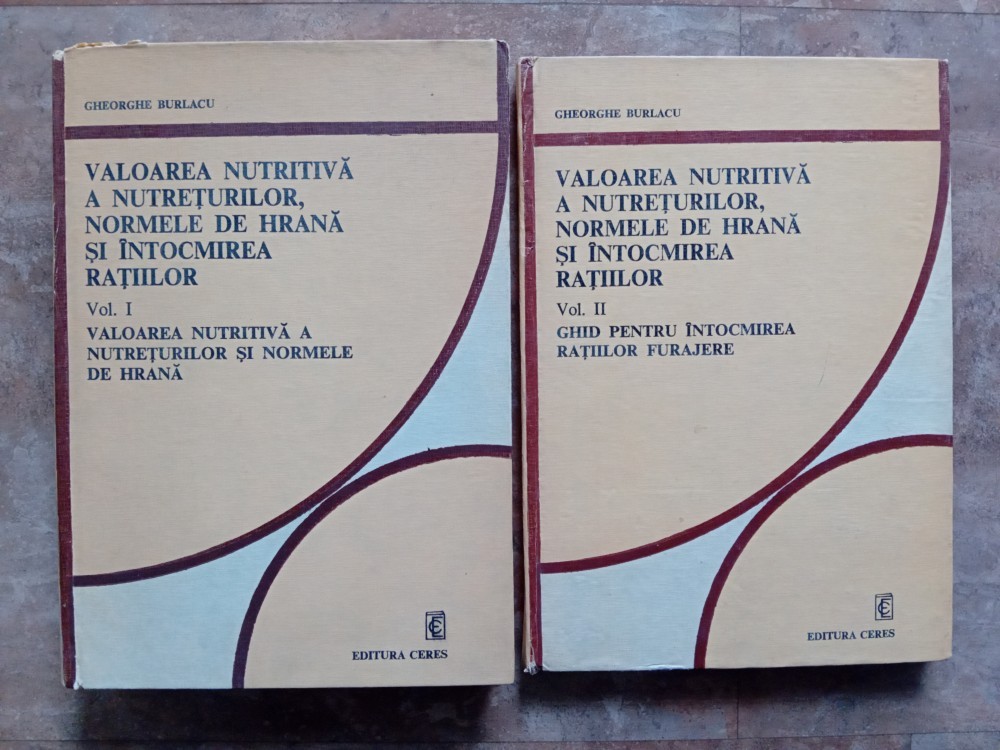 GHEORGHE BURLACU
VALOAREA NUTRITIVĂ
A NUTREȚURILOR,
NORMELE DE HRANĂ
ȘI ÎNTOCMIREA
RAȚIILOR
Vol. I
VALOAREA NUTRITIVĂ A
NUTREȚURILOR ȘI NORMELE
DE HRANĂ
EDITURA CERES
GHEORGHE BURLACU
VALOAREA NUTRITIVĂ
A NUTREȚURILOR,
NORMELE DE HRANĂ
ȘI ÎNTOCMIREA
RAȚIILOR
Vol. II
GHID PENTRU ÎNTOCMIREA
RAȚIILOR FURAJERE
EDITURA CERES